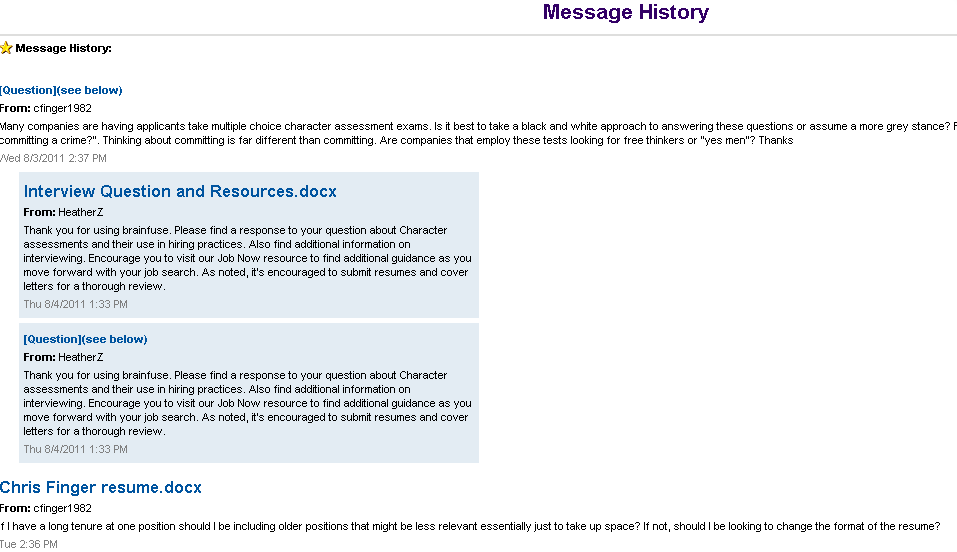 Message History
Message History:
[Question](see below)
From: cfinger1982
Many companies are having applicants take multiple choice character assessment exams. Is it best to take a black and white approach to answering these questions or assume a more grey stance?
committing a crime?". Thinking about committing is far different than committing. Are companies that employ these tests looking for free thinkers or "yes men"? Thanks
Wed 8/3/2011 2:37 PM
Interview Question and Resources.docx
From: HeatherZ
Thank you for using brainfuse. Please find a response to your question about Character
assessments and their use in hiring practices. Also find additional information on
interviewing. Encourage you to visit our Job Now resource to find additional guidance as you
move forward with your job search. As noted, it's encouraged to submit resumes and cover
letters for a thorough review.
Thu 8/4/2011 1:33 PM
[Question](see below)
From: HeatherZ
Thank you for using brainfuse. Please find a response to your question about Character
assessments and their use in hiring practices. Also find additional information on
interviewing. Encourage you to visit our Job Now resource to find additional guidance as you
move forward with your job search. As noted, it's encouraged to submit resumes and cover
letters for a thorough review.
Thu 8/4/2011 1:33 PM
Chris Finger resume.docx
From: cfinger1982
If I have a long tenure at one position should I be including older positions that might be less relevant essentially just to take up space? If not, should I be looking to change the format of the resume?
Tue 2:36 PM